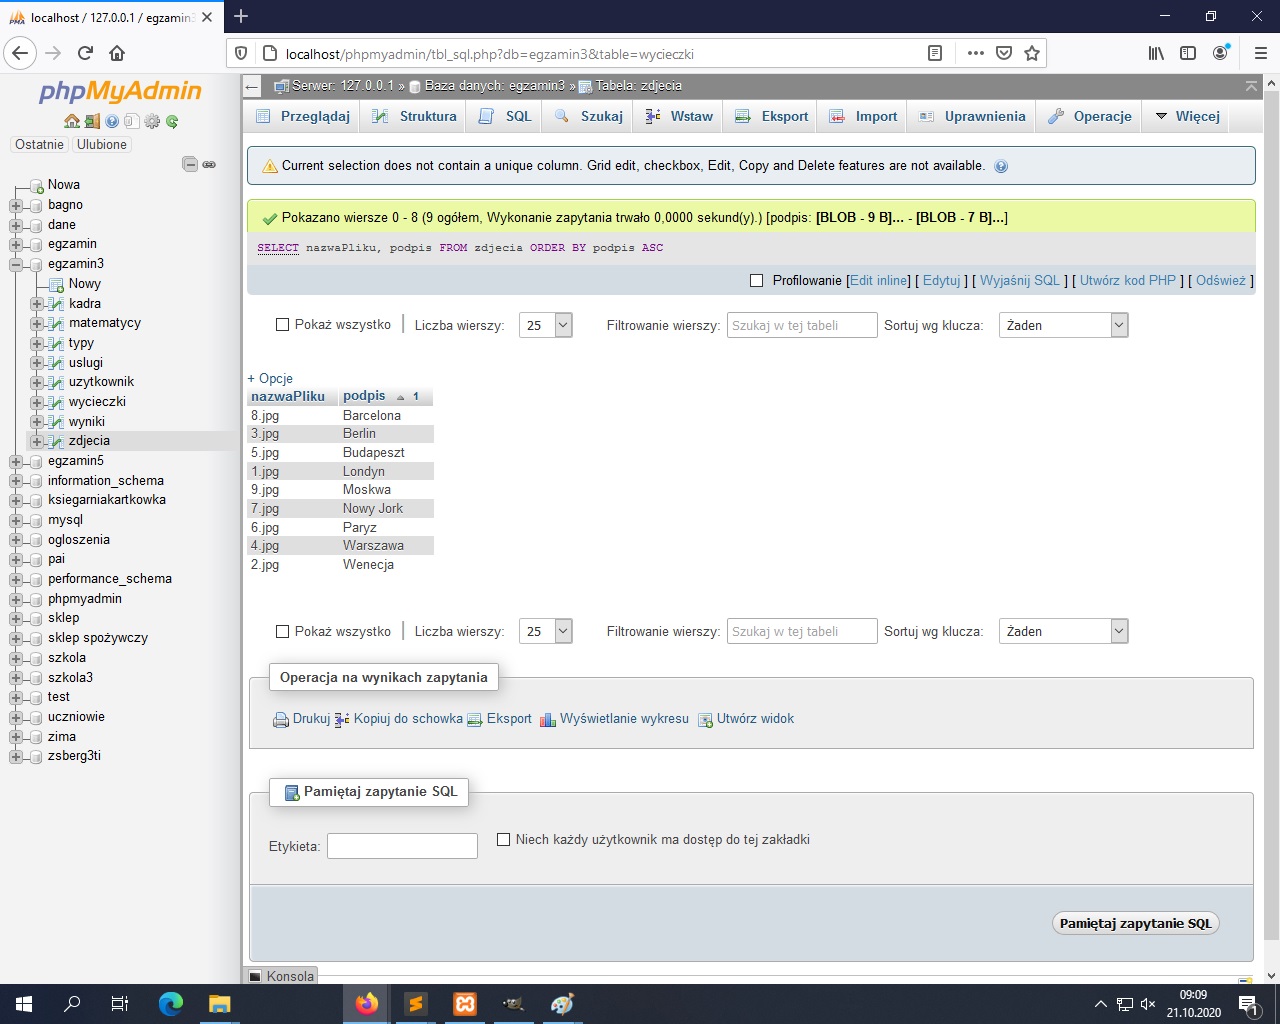 localhost / 127.0.0.1 / egzamin3
localhost/phpmyadmin/tbl_sql.php?db=egzamin3&table=wycieczki
phpMyAdmin
Ostatnie Ulubione
Nowa
bagno
dane
egzamin
egzamin3
Nowy
kadra
matematycy
typy
uslugi
uzytkownik
wycieczki
wyniki
zdjecia
egzamin5
information_schema
ksiegarniakartkowka
mysql
ogloszenia
pai
performance_schema
phpmyadmin
sklep
sklep spożywczy
szkola
szkola3
test
uczniowie
zima
zsberg3ti
Serwer: 127.0.0.1 » Baza danych: egzamin3 » Tabela: zdjecia
Przeglądaj Struktura SQL Szukaj Wstaw Eksport Import Uprawnienia Operacje Więcej
Current selection does not contain a unique column. Grid edit, checkbox, Edit, Copy and Delete features are not available.
Pokazano wiersze 0 - 8 (9 ogółem, Wykonanie zapytania trwało 0,0000 sekund(y).) [podpis: [BLOB - 9 B]... - [BLOB - 7 B]...]
SELECT nazwaPliku, podpis FROM zdjecia ORDER BY podpis ASC
Profilowanie [Edit inline] [ Edytuj ] [ Wyjaśnij SQL ] [ Utwórz kod PHP ] [ Odśwież ]
Pokaż wszystko Liczba wierszy: 25 Filtrowanie wierszy: Szukaj w tej tabeli Sortuj wg klucza: Żaden
+ Opcje
nazwaPliku podpis 1
8.jpg Barcelona
3.jpg Berlin
5.jpg Budapeszt
1.jpg Londyn
9.jpg Moskwa
7.jpg Nowy Jork
6.jpg Paryz
4.jpg Warszawa
2.jpg Wenecja
Pokaż wszystko Liczba wierszy: 25 Filtrowanie wierszy: Szukaj w tej tabeli Sortuj wg klucza: Żaden
Operacja na wynikach zapytania
Drukuj Kopiuj do schowka Eksport Wyświetlanie wykresu Utwórz widok
Pamiętaj zapytanie SQL
Etykieta: Niech każdy użytkownik ma dostęp do tej zakładki
Pamiętaj zapytanie SQL
Konsola
09:09
21.10.2020
1